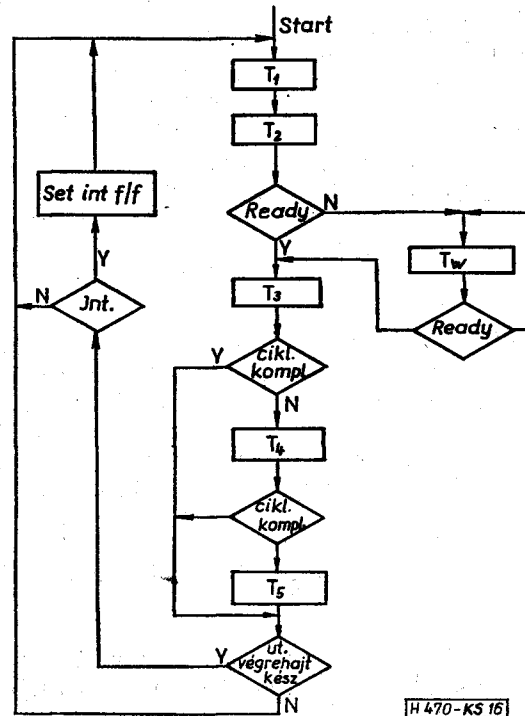 Start
T1
T2
Set int f/f
Ready
N
Y
Y
Tw
N
Jnt.
T3
Ready
Y
cikl.
kompl
N
T4
cikl.
kompl.
T5
Y
ut.
végrehajt
kész
N
H 470-KS 16